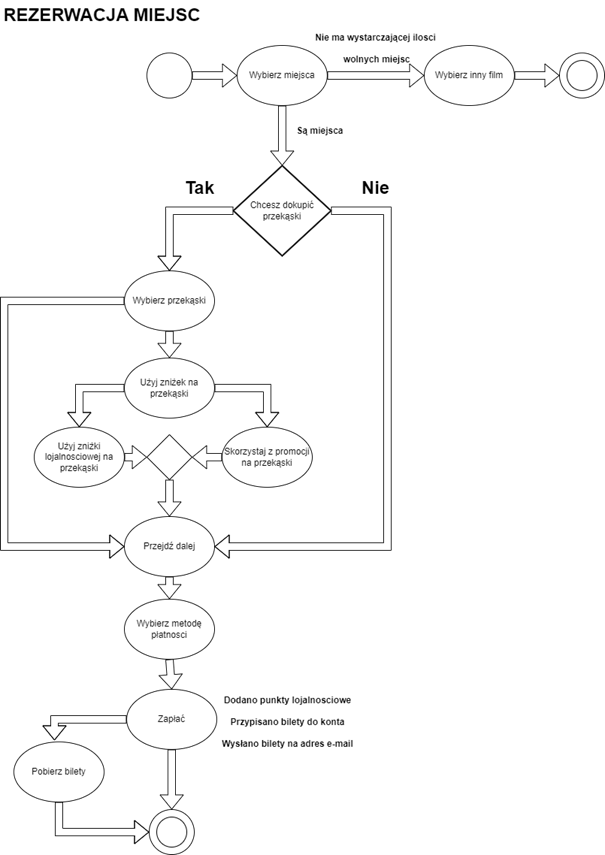 REZERWACJA MIEJSC
Nie ma wystarczającej ilosci
wolnych miejsc
Wybierz miejsca
Wybierz inny film
Są miejsca
Tak
Nie
Chcesz dokupić
przekąski
Wybierz przekąski
Użyj zniżek na
przekąski
Użyj zniżki
lojalnościowej na
przekąski
Skorzystaj z promocji
na przekąski
Przejdź dalej
Wybierz metodę
płatnosci
Zapłać
Dodano punkty lojalnosciowe
Przypisano bilety do konta
Wysłano bilety na adres e-mail
Pobierz bilety